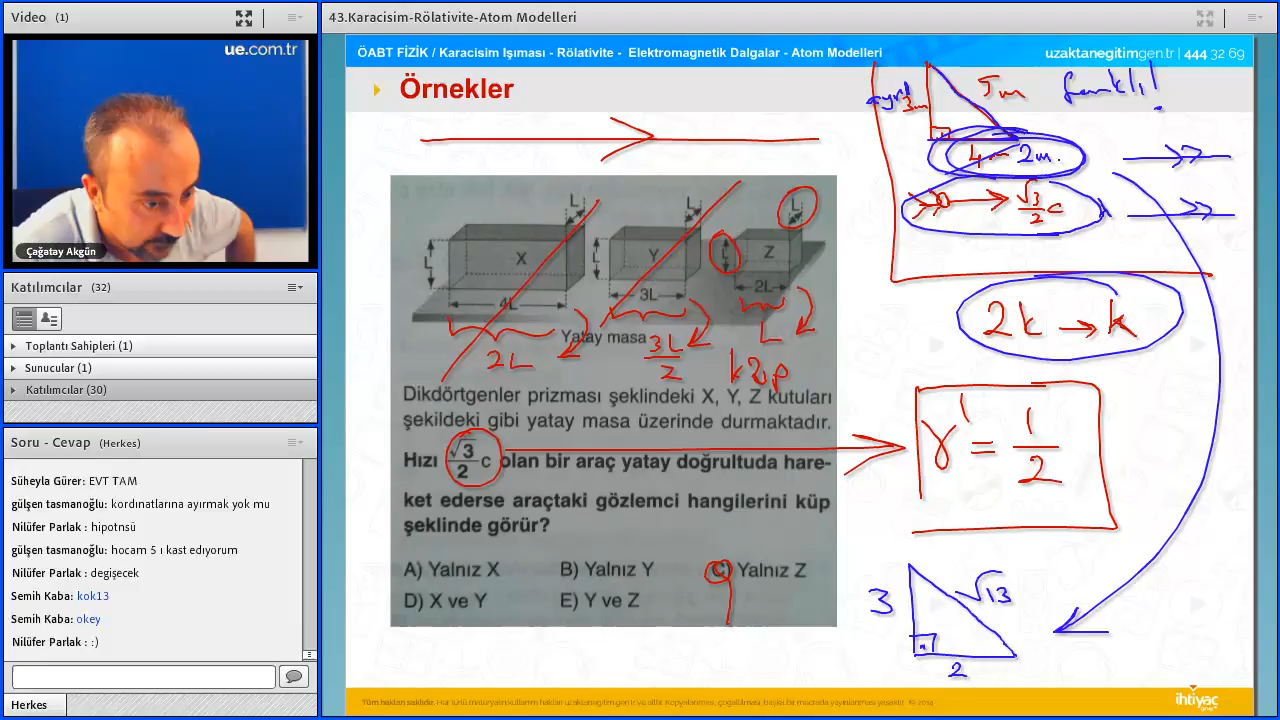 Video (1)
ue.com.tr
Çağatay Akgün
Katılımcılar (32)
Toplantı Sahipleri (1)
Sunucular (1)
Katılımcılar (30)
Soru - Cevap (Herkes)
Süheyla Gürer: EVT TAM
gülşen tasmanoğlu: kordınatlarına ayırmak yok mu
Nilüfer Parlak : hipotnsü
gülşen tasmanoğlu: hocam 5 ı kast edıyorum
Nilüfer Parlak : degişecek
Semih Kaba: kok13
Semih Kaba: okey
Nilüfer Parlak : :)
Herkes
43.Karacisim-Rölativite-Atom Modelleri
ÖABT FİZİK / Karacisim Işıması - Rölativite - Elektromagnetik Dalgalar - Atom Modelleri
uzaktanegitimgen.tr | 444 32 69
Örnekler
L L L
L X L Y L Z
4L 3L 2L
Yatay masa
2L 3L/2 L
küp
Dikdörtgenler prizması şeklindeki X, Y, Z kutuları
şekildeki gibi yatay masa üzerinde durmaktadır.
Hızı √3/2 c olan bir araç yatay doğrultuda hare-
ket ederse araçtaki gözlemci hangilerini küp
şeklinde görür?
A) Yalnız X B) Yalnız Y C) Yalnız Z
D) X ve Y E) Y ve Z
3m 5m farklı!
4m 2m.
√3/2 c
2k → k
γ' = 1/2
3 √13
2
ihtiyaç